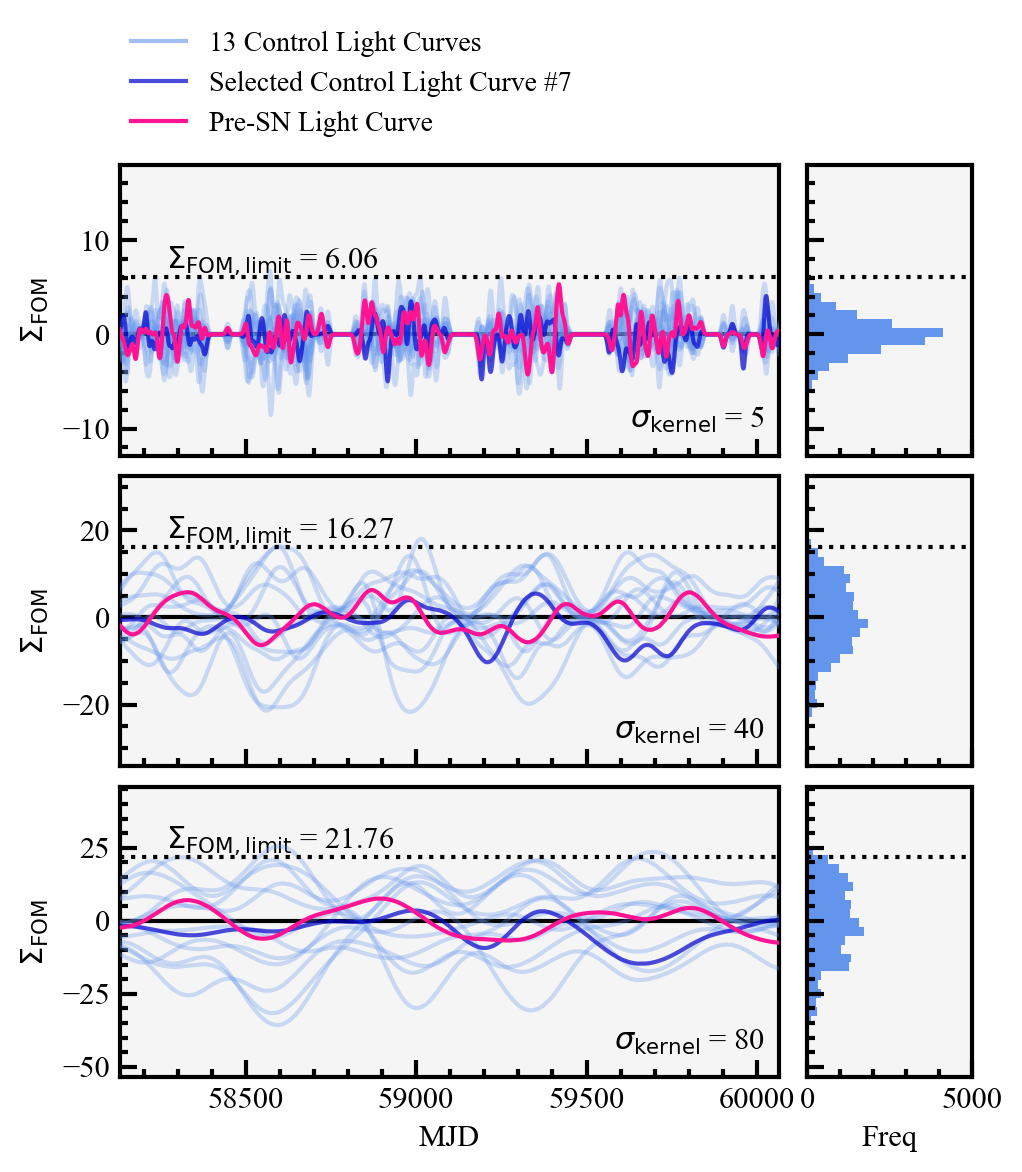 13 Control Light Curves
Selected Control Light Curve #7
Pre-SN Light Curve
Σ_FOM, limit = 6.06
10
0
−10
Σ_FOM
σ_kernel = 5
Σ_FOM, limit = 16.27
20
0
−20
Σ_FOM
σ_kernel = 40
Σ_FOM, limit = 21.76
25
0
−25
−50
Σ_FOM
σ_kernel = 80
58500 59000 59500 60000 0 5000
MJD Freq